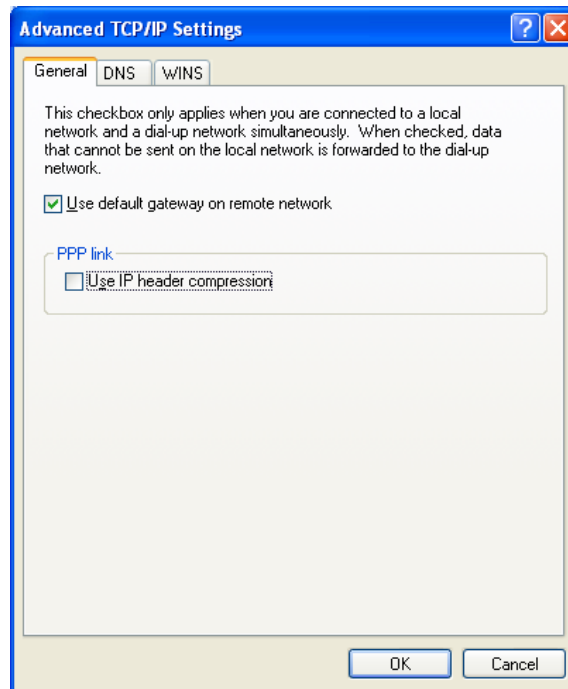 Advanced TCP/IP Settings
General DNS WINS
This checkbox only applies when you are connected to a local
network and a dial-up network simultaneously. When checked, data
that cannot be sent on the local network is forwarded to the dial-up
network.
Use default gateway on remote network
PPP link
Use IP header compression
OK Cancel